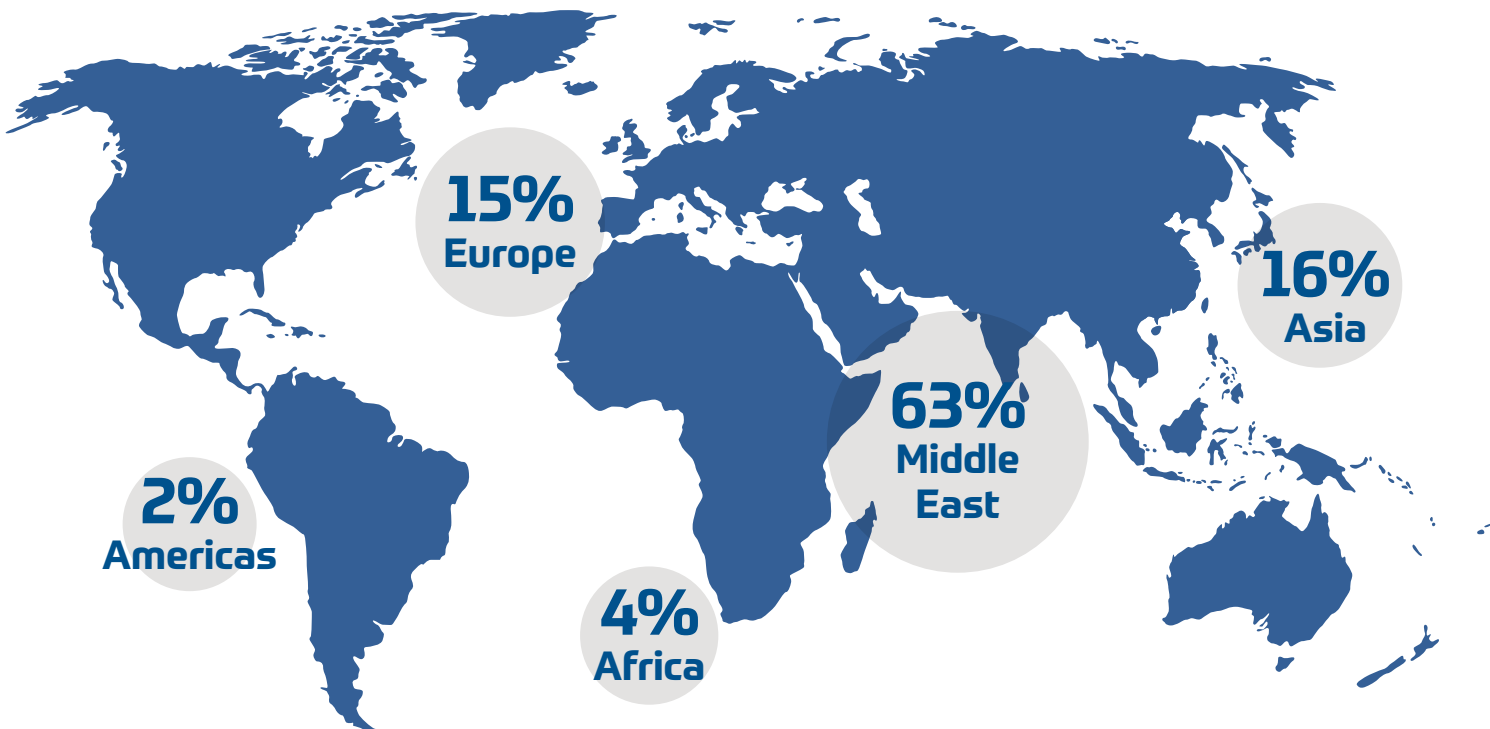 15%
Europe
16%
Asia
63%
Middle
East
2%
Americas
4%
Africa